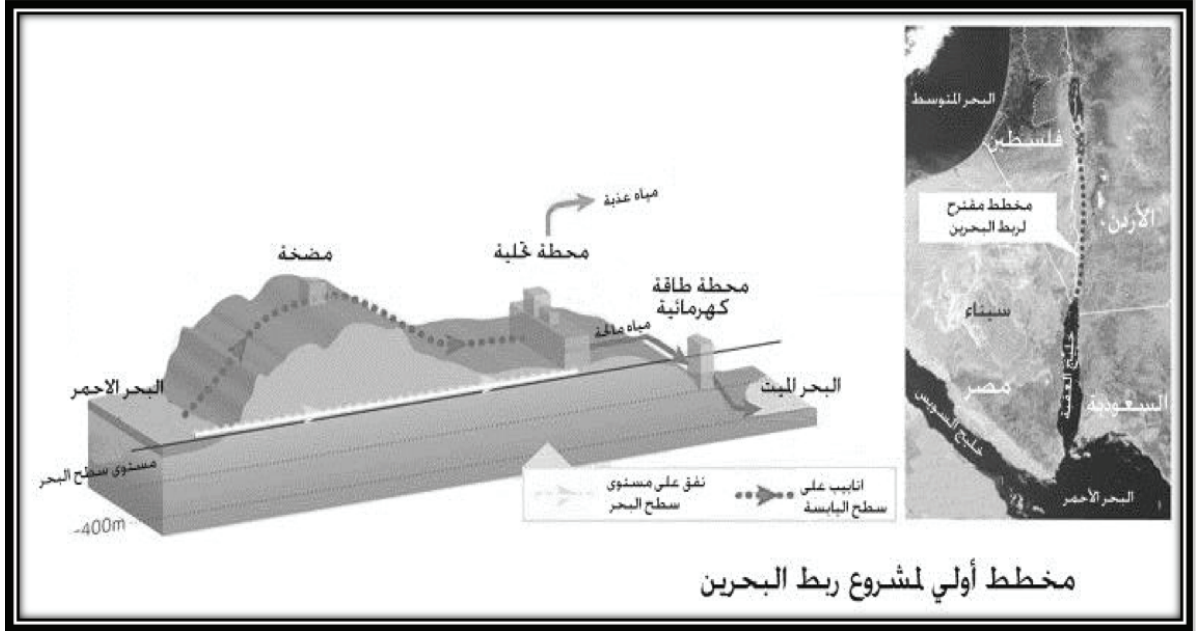 البحر المتوسط
فلسطين
مخطط مقترح
لربط البحرين
الأردن
سيناء
خليج العقبة
مصر
السعودية
خليج السويس
البحر الأحمر
مياه عذبة
مضخة
محطة تحلية
محطة طاقة
كهرمائية
مياه مالحة
البحر الاحمر
البحر الميت
مستوى سطح البحر
-400m
انابيب على
سطح اليابسة
نفق على مستوى
سطح البحر
مخطط أولي لمشروع ربط البحرين